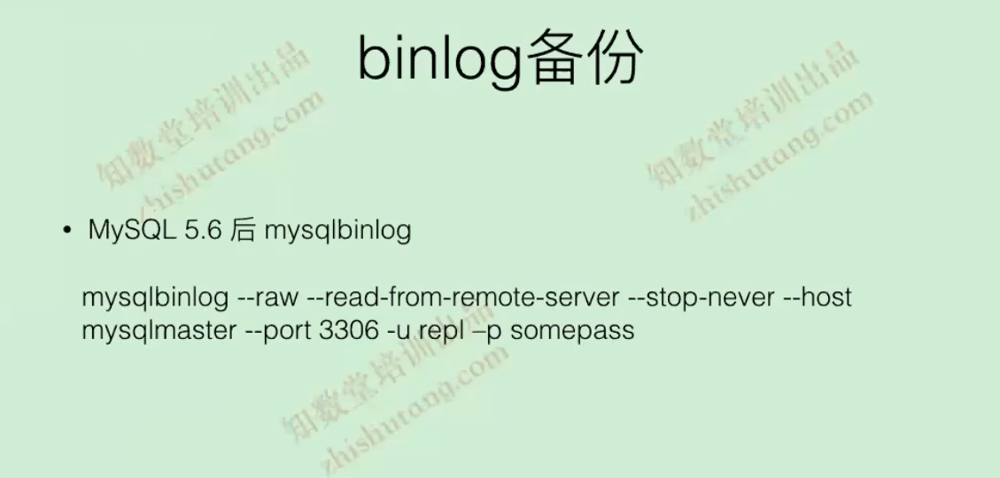 binlog备份
知数堂培训出品
zhishutang.com
知数堂培训出品
zhishutang.com
• MySQL 5.6 后 mysqlbinlog
mysqlbinlog --raw --read-from-remote-server --stop-never --host
mysqlmaster --port 3306 -u repl –p somepass
知数堂培训出品
zhishutang.com